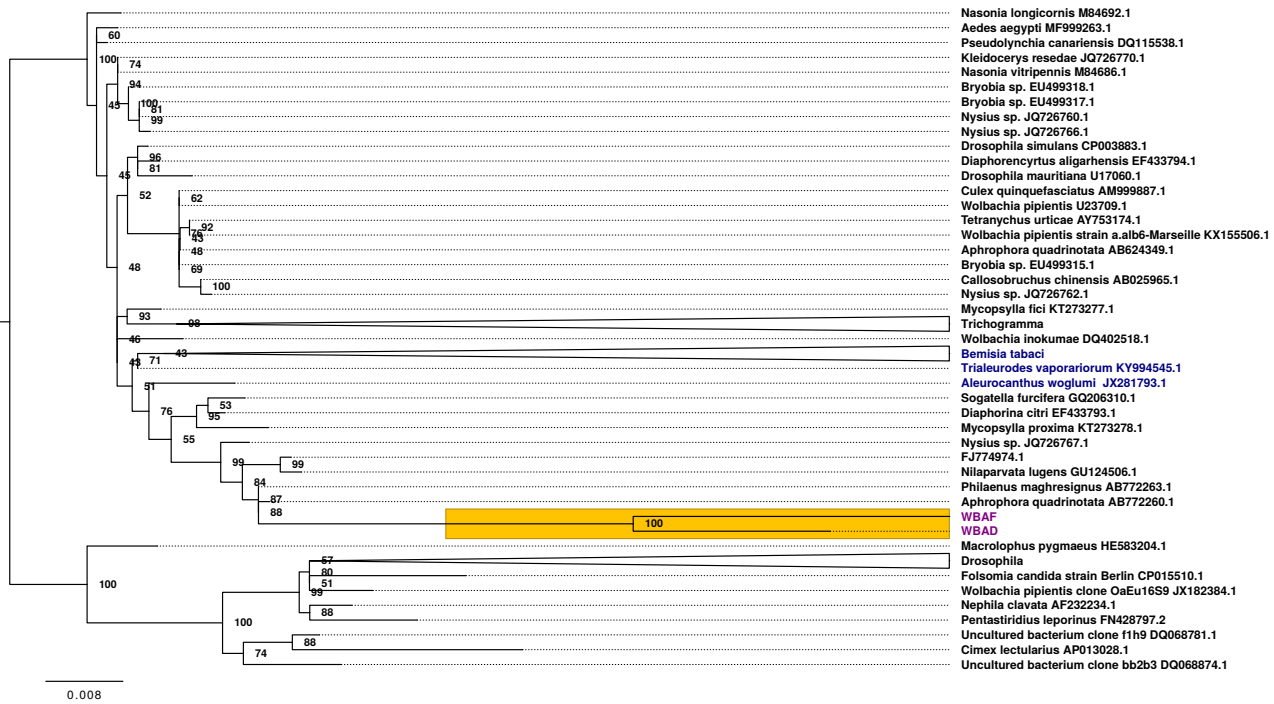 Nasonia longicornis M84692.1
Aedes aegypti MF999263.1
60
Pseudolynchia canariensis DQ115538.1
Kleidocerys resedae JQ726770.1
100
74
Nasonia vitripennis M84686.1
94
Bryobia sp. EU499318.1
45
100
Bryobia sp. EU499317.1
81
99
Nysius sp. JQ726760.1
Nysius sp. JQ726766.1
Drosophila simulans CP003883.1
96
Diaphorencyrtus aligarhensis EF433794.1
81
45
Drosophila mauritiana U17060.1
52
Culex quinquefasciatus AM999887.1
62
Wolbachia pipientis U23709.1
Tetranychus urticae AY753174.1
92
76
43
Wolbachia pipientis strain a.alb6-Marseille KX155506.1
48
Aphrophora quadrinotata AB624349.1
48
69
Bryobia sp. EU499315.1
Callosobruchus chinensis AB025965.1
100
Nysius sp. JQ726762.1
Mycopsylla fici KT273277.1
93
98
Trichogramma
46
Wolbachia inokumae DQ402518.1
43
Bemisia tabaci
43
71
Trialeurodes vaporariorum KY994545.1
51
Aleurocanthus woglumi JX281793.1
Sogatella furcifera GQ206310.1
53
76
95
Diaphorina citri EF433793.1
Mycopsylla proxima KT273278.1
55
Nysius sp. JQ726767.1
99
99
FJ774974.1
Nilaparvata lugens GU124506.1
84
Philaenus maghresignus AB772263.1
87
Aphrophora quadrinotata AB772260.1
88
WBAF
100
WBAD
Macrolophus pygmaeus HE583204.1
57
Drosophila
80
Folsomia candida strain Berlin CP015510.1
100
51
99
Wolbachia pipientis clone OaEu16S9 JX182384.1
Nephila clavata AF232234.1
88
Pentastiridius leporinus FN428797.2
100
Uncultured bacterium clone f1h9 DQ068781.1
88
Cimex lectularius AP013028.1
74
Uncultured bacterium clone bb2b3 DQ068874.1
0.008